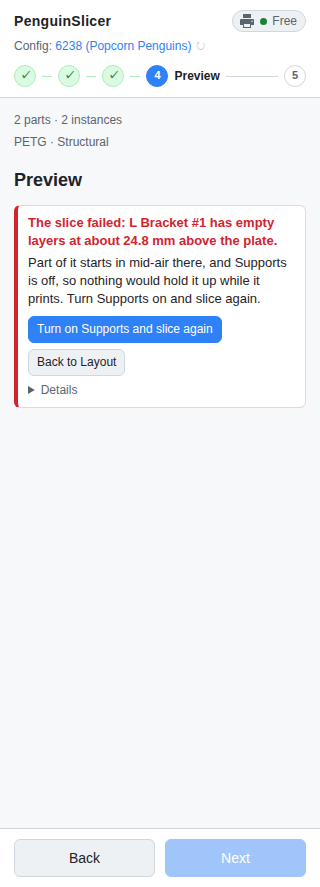 PenguinSlicer
Free
Config: 6238 (Popcorn Penguins)
4 Preview 5
2 parts · 2 instances
PETG · Structural
Preview
The slice failed: L Bracket #1 has empty
layers at about 24.8 mm above the plate.
Part of it starts in mid-air there, and Supports
is off, so nothing would hold it up while it
prints. Turn Supports on and slice again.
Turn on Supports and slice again
Back to Layout
Details
Back
Next